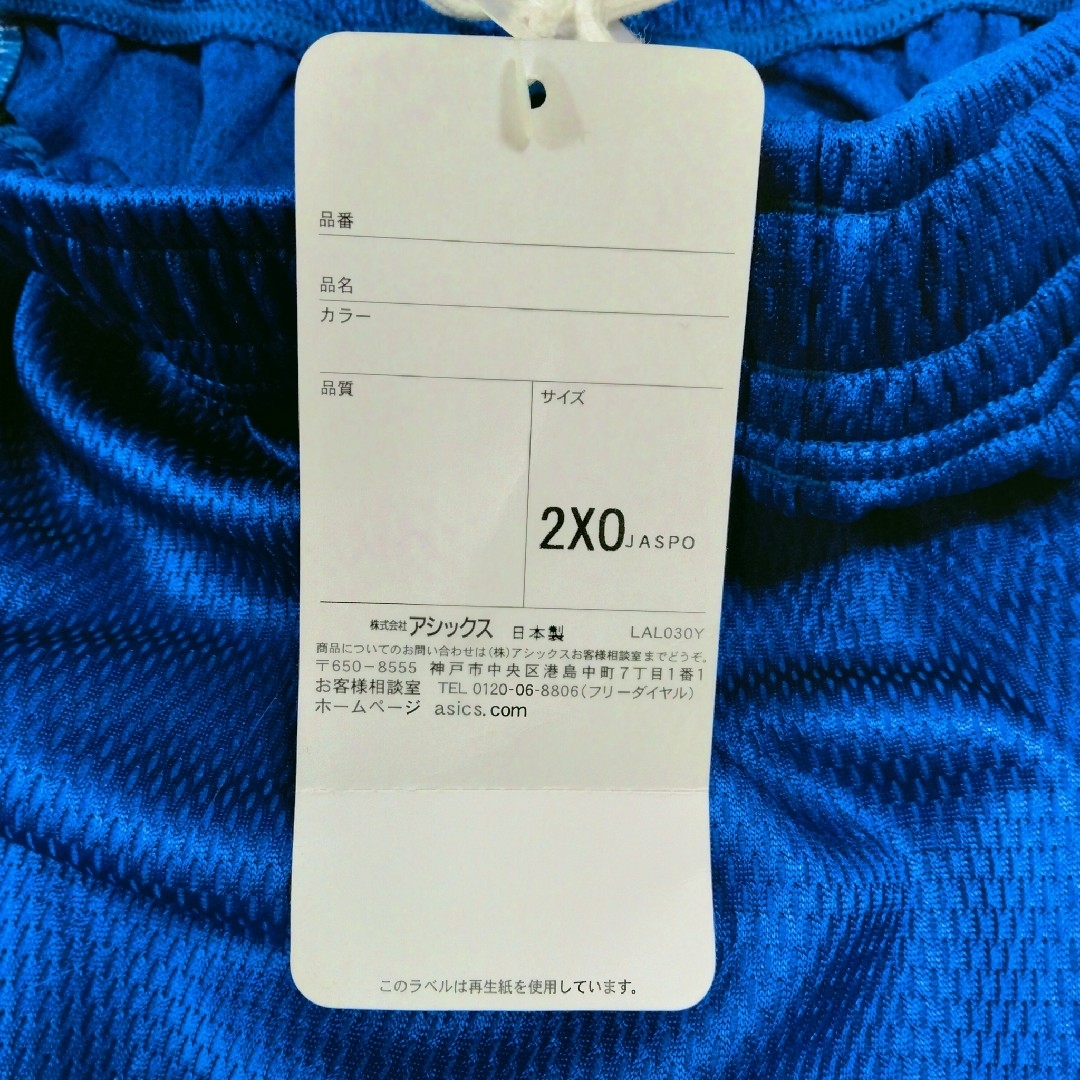 品番
品名
カラー
品質
サイズ
2XO JASPO
株式会社アシックス 日本製 LAL030Y
商品についてのお問い合わせは(株)アシックスお客様相談室までどうぞ。
〒650-8555 神戸市中央区港島中町7丁目1番1
お客様相談室 TEL 0120-06-8806(フリーダイヤル)
ホームページ asics.com
このラベルは再生紙を使用しています。